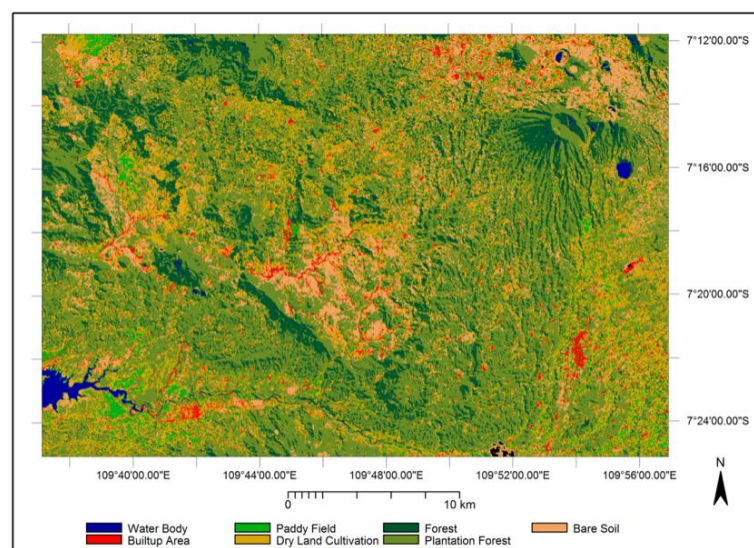 7°12'00.00"S
7°16'00.00"S
7°20'00.00"S
7°24'00.00"S
109°40'00.00"E 109°44'00.00"E 109°48'00.00"E 109°52'00.00"E 109°56'00.00"E
N
0 10 km
Water Body Paddy Field Forest Bare Soil
Builtup Area Dry Land Cultivation Plantation Forest